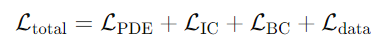 ℒ_total = ℒ_PDE + ℒ_IC + ℒ_BC + ℒ_data